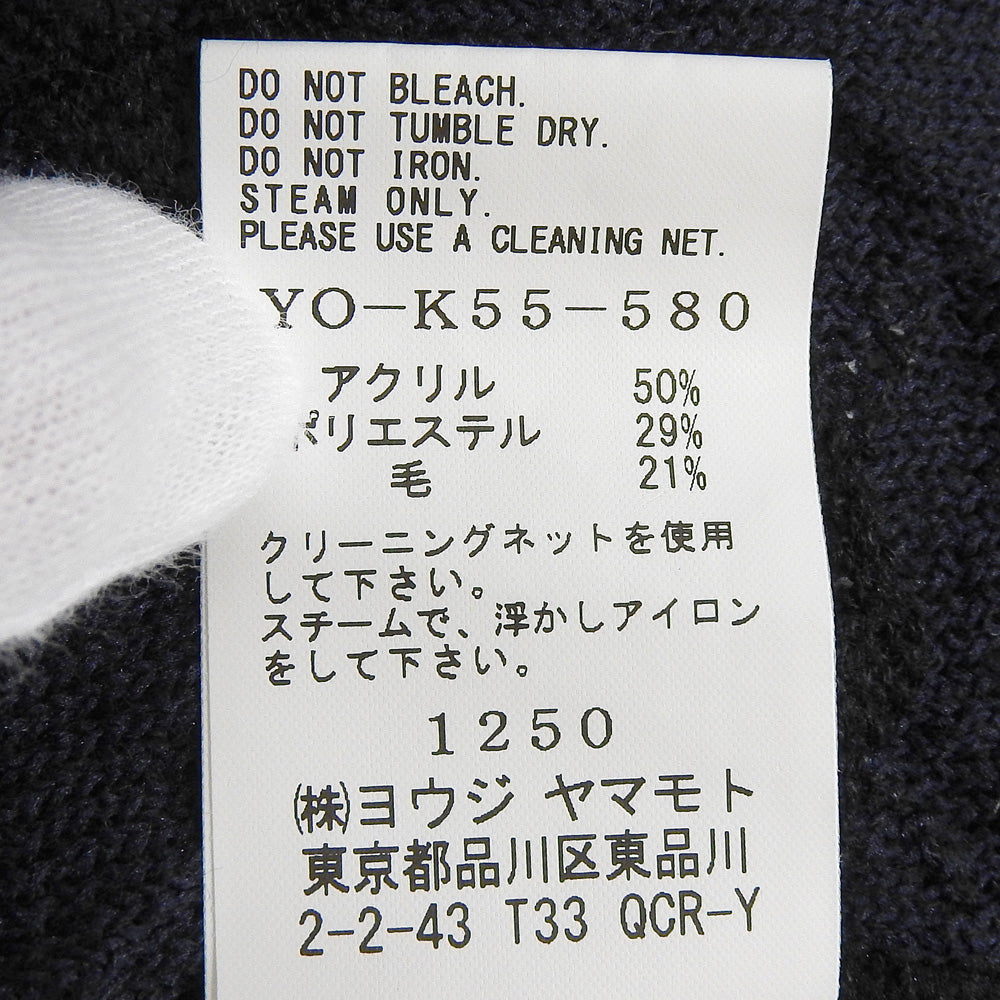 DO NOT BLEACH.
DO NOT TUMBLE DRY.
DO NOT IRON.
STEAM ONLY.
PLEASE USE A CLEANING NET.
YO-K55-580
アクリル 50%
ポリエステル 29%
毛 21%
クリーニングネットを使用
して下さい。
スチームで、浮かしアイロン
をして下さい。
1250
㈱ヨウジ ヤマモト
東京都品川区東品川
2-2-43 T33 QCR-Y